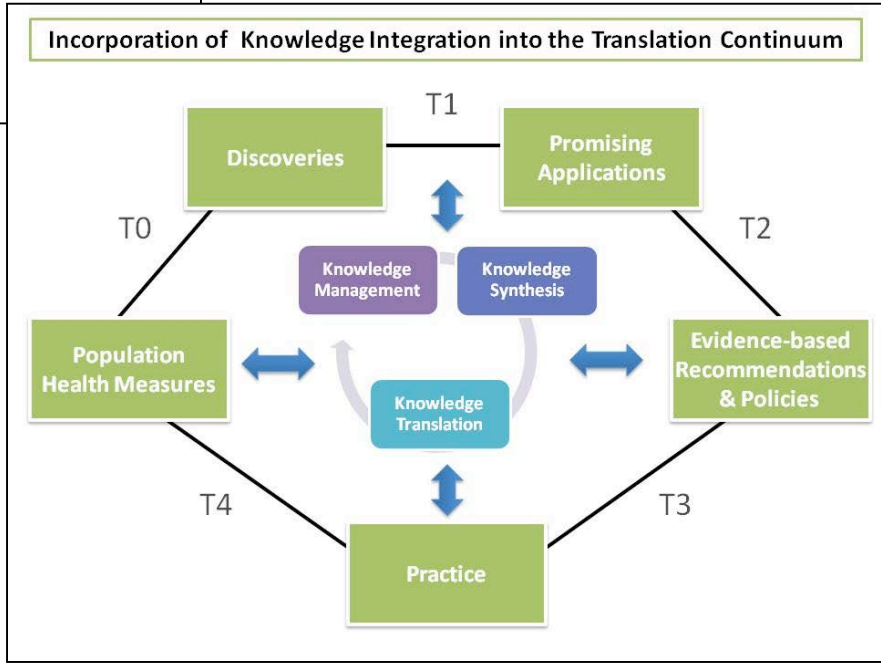 Incorporation of Knowledge Integration into the Translation Continuum
T1
Discoveries
Promising
Applications
T0
T2
Knowledge
Management
Knowledge
Synthesis
Population
Health Measures
Evidence-based
Recommendations
& Policies
Knowledge
Translation
T4
T3
Practice